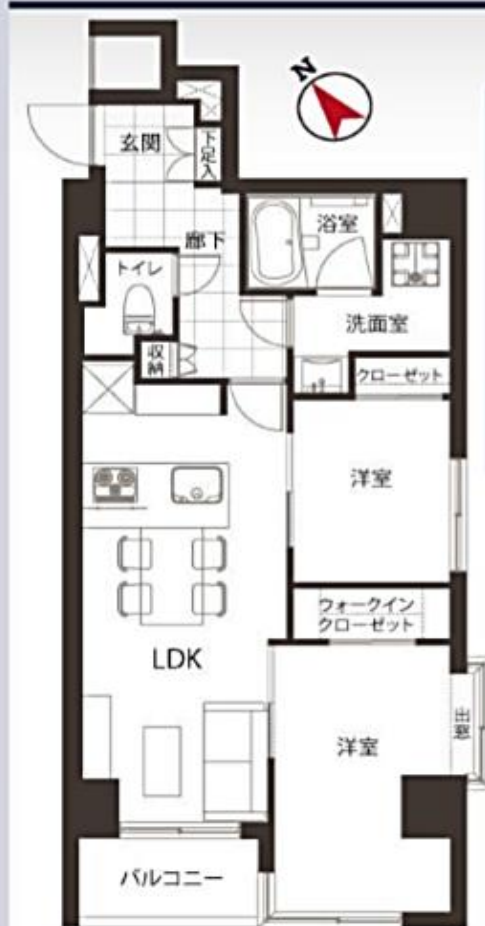 N
玄関
下足入
廊下
浴室
トイレ
洗面室
収納
クローゼット
洋室
ウォークイン
クローゼット
LDK
洋室
出窓
バルコニー